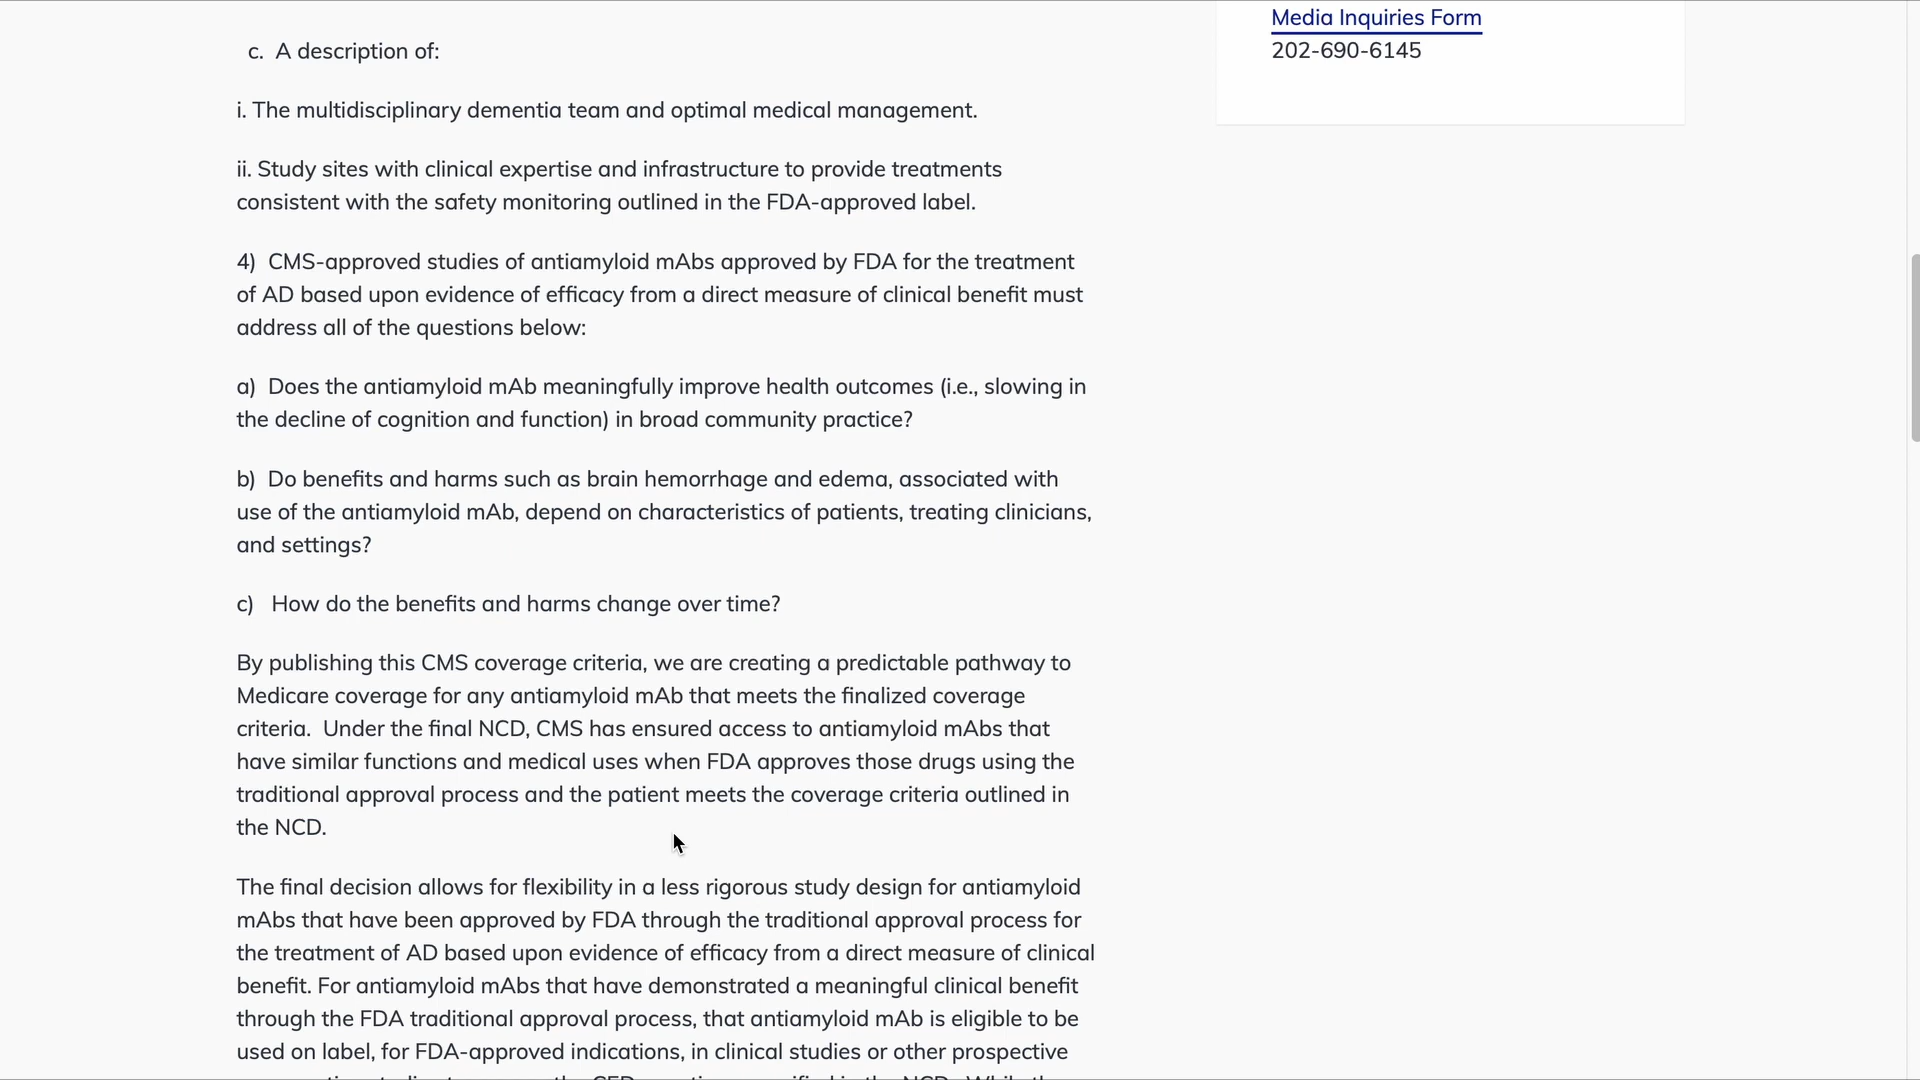 Media Inquiries Form
202-690-6145
c. A description of:
i. The multidisciplinary dementia team and optimal medical management.
ii. Study sites with clinical expertise and infrastructure to provide treatments
consistent with the safety monitoring outlined in the FDA-approved label.
4) CMS-approved studies of antiamyloid mAbs approved by FDA for the treatment
of AD based upon evidence of efficacy from a direct measure of clinical benefit must
address all of the questions below:
a) Does the antiamyloid mAb meaningfully improve health outcomes (i.e., slowing in
the decline of cognition and function) in broad community practice?
b) Do benefits and harms such as brain hemorrhage and edema, associated with
use of the antiamyloid mAb, depend on characteristics of patients, treating clinicians,
and settings?
c) How do the benefits and harms change over time?
By publishing this CMS coverage criteria, we are creating a predictable pathway to
Medicare coverage for any antiamyloid mAb that meets the finalized coverage
criteria. Under the final NCD, CMS has ensured access to antiamyloid mAbs that
have similar functions and medical uses when FDA approves those drugs using the
traditional approval process and the patient meets the coverage criteria outlined in
the NCD.
The final decision allows for flexibility in a less rigorous study design for antiamyloid
mAbs that have been approved by FDA through the traditional approval process for
the treatment of AD based upon evidence of efficacy from a direct measure of clinical
benefit. For antiamyloid mAbs that have demonstrated a meaningful clinical benefit
through the FDA traditional approval process, that antiamyloid mAb is eligible to be
used on label, for FDA-approved indications, in clinical studies or other prospective